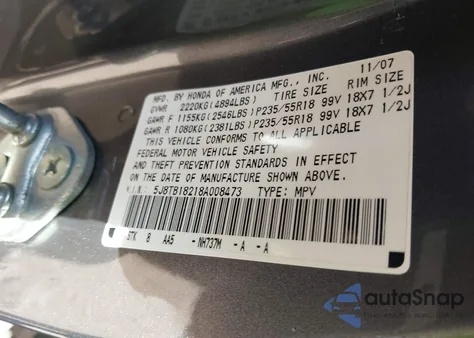 MFD. BY HONDA OF AMERICA MFG., INC. 11/07
GVWR 2220KG(4894LBS) TIRE SIZE RIM SIZE
GAWR F 1155KG(2546LBS)P235/55R18 99V 18X7 1/2J
GAWR R 1080KG(2381LBS)P235/55R18 99V 18X7 1/2J
THIS VEHICLE CONFORMS TO ALL APPLICABLE
FEDERAL MOTOR VEHICLE SAFETY
AND THEFT PREVENTION STANDARDS IN EFFECT
ON THE DATE OF MANUFACTURE SHOWN ABOVE.
V.I.N.: 5J8TB18218A008473 TYPE: MPV
STK 8 AA5 -NH737M -A -A
autoSnap